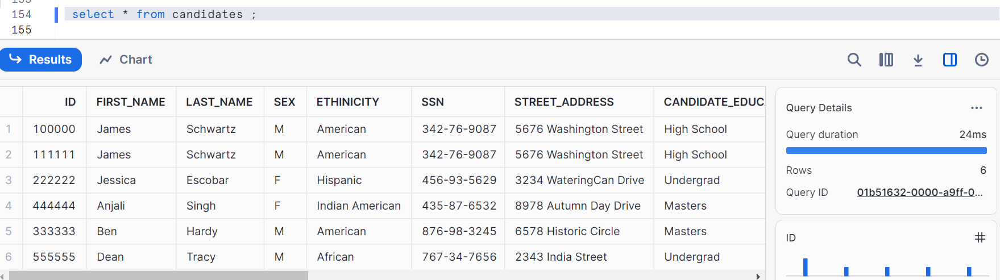 154 select * from candidates ;
155
Results Chart
ID FIRST_NAME LAST_NAME SEX ETHINICITY SSN STREET_ADDRESS CANDIDATE_EDUC
1 100000 James Schwartz M American 342-76-9087 5676 Washington Street High School
2 111111 James Schwartz M American 342-76-9087 5676 Washington Street High School
3 222222 Jessica Escobar F Hispanic 456-93-5629 3234 WateringCan Drive Undergrad
4 444444 Anjali Singh F Indian American 435-87-6532 8978 Autumn Day Drive Masters
5 333333 Ben Hardy M American 876-98-3245 6578 Historic Circle Masters
6 555555 Dean Tracy M African 767-34-7656 2343 India Street Undergrad
Query Details
Query duration 24ms
Rows 6
Query ID 01b51632-0000-a9ff-0...
ID